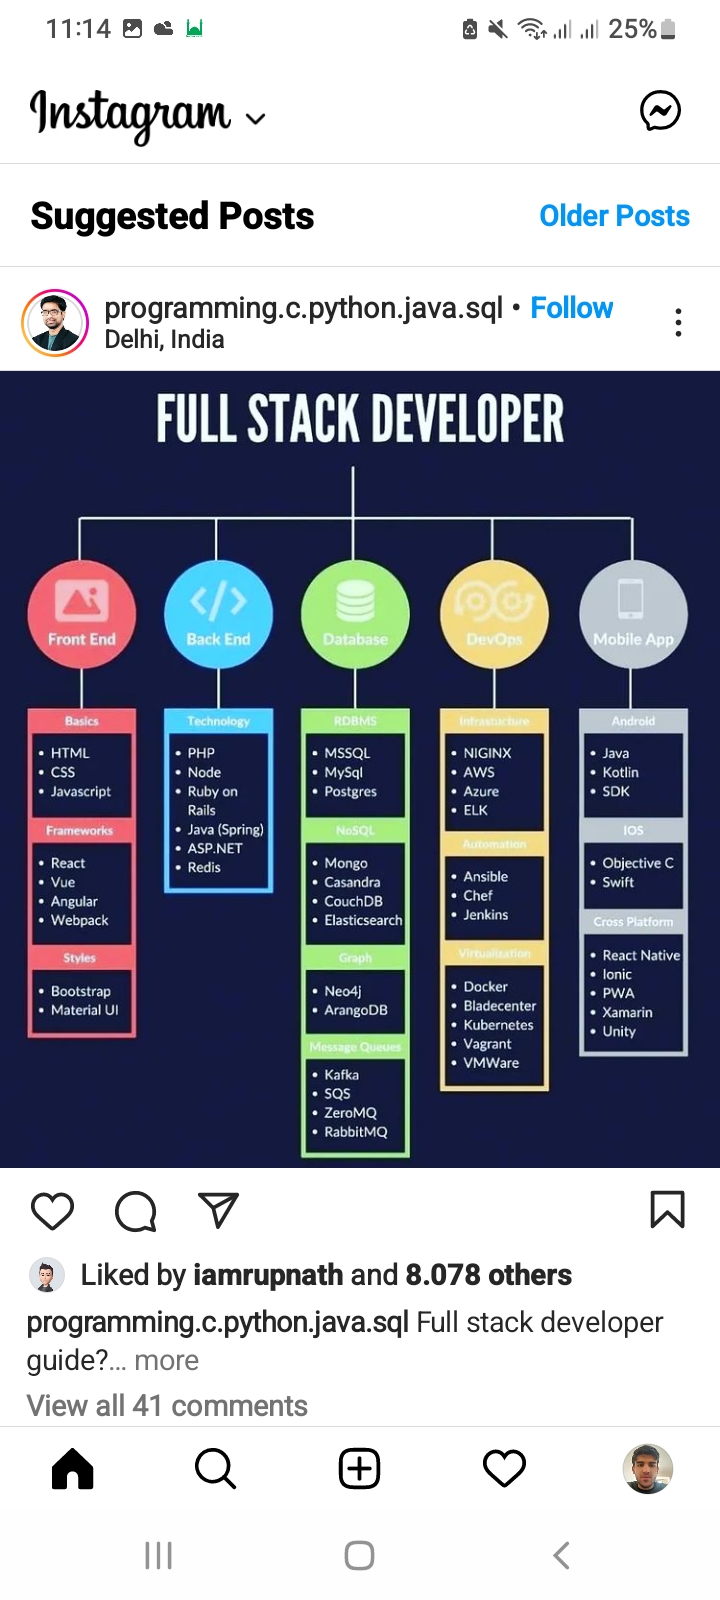 11:14
25%
Instagram
Suggested Posts
Older Posts
programming.c.python.java.sql • Follow
Delhi, India
FULL STACK DEVELOPER
Front End
Basics
• HTML
• CSS
• Javascript
Frameworks
• React
• Vue
• Angular
• Webpack
Styles
• Bootstrap
• Material UI
Back End
Technology
• PHP
• Node
• Ruby on
Rails
• Java (Spring)
• ASP.NET
• Redis
Database
RDBMS
• MSSQL
• MySql
• Postgres
NoSQL
• Mongo
• Casandra
• CouchDB
• Elasticsearch
Graph
• Neo4j
• ArangoDB
Message Queues
• Kafka
• SQS
• ZeroMQ
• RabbitMQ
DevOps
Infrasturcture
• NIGINX
• AWS
• Azure
• ELK
Automation
• Ansible
• Chef
• Jenkins
Virtualization
• Docker
• Bladecenter
• Kubernetes
• Vagrant
• VMWare
Mobile App
Android
• Java
• Kotlin
• SDK
IOS
• Objective C
• Swift
Cross Platform
• React Native
• Ionic
• PWA
• Xamarin
• Unity
Liked by iamrupnath and 8.078 others
programming.c.python.java.sql Full stack developer
guide?... more
View all 41 comments